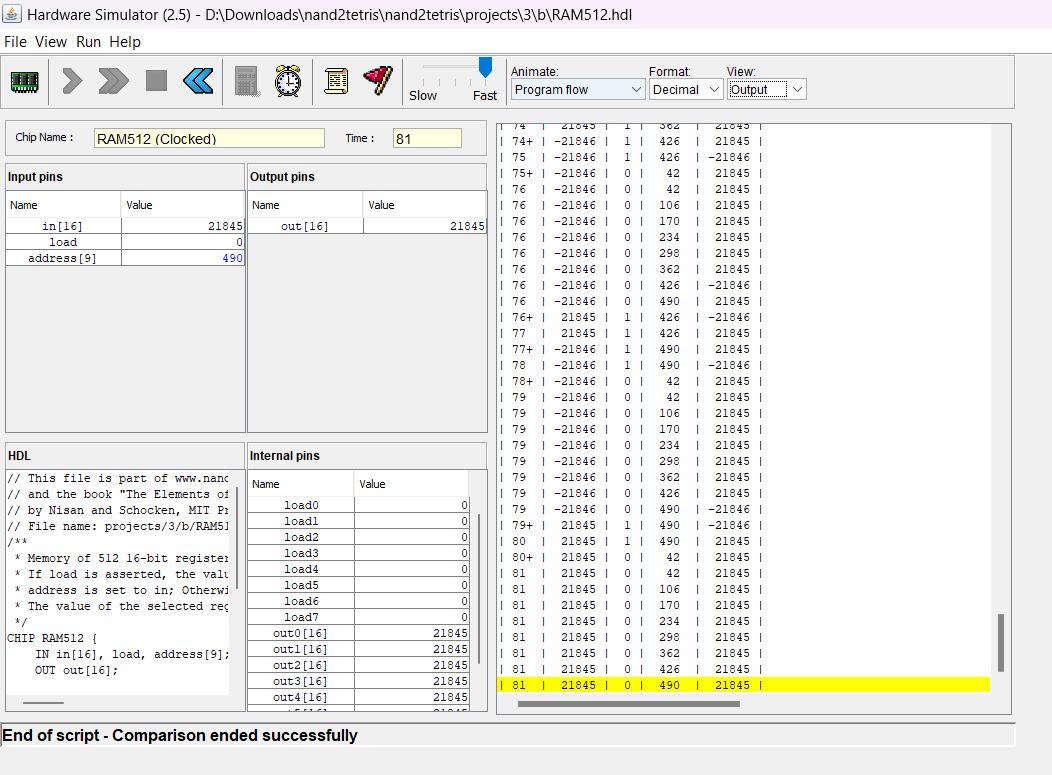 Hardware Simulator (2.5) - D:\Downloads\nand2tetris\nand2tetris\projects\3\b\RAM512.hdl
File View Run Help
Slow Fast
Animate: Format: View:
Program flow Decimal Output
Chip Name : RAM512 (Clocked) Time : 81
Input pins
Name Value
in[16] 21845
load 0
address[9] 490
Output pins
Name Value
out[16] 21845
HDL
// This file is part of www.nand
// and the book "The Elements of
// by Nisan and Schocken, MIT Pr
// File name: projects/3/b/RAM51
/**
* Memory of 512 16-bit register
* If load is asserted, the valu
* address is set to in; Otherwi
* The value of the selected reg
*/
CHIP RAM512 {
IN in[16], load, address[9];
OUT out[16];
Internal pins
Name Value
load0 0
load1 0
load2 0
load3 0
load4 0
load5 0
load6 0
load7 0
out0[16] 21845
out1[16] 21845
out2[16] 21845
out3[16] 21845
out4[16] 21845
| 74 | 21845 | 1 | 362 | 21845 |
| 74+ | -21846 | 1 | 426 | 21845 |
| 75 | -21846 | 1 | 426 | -21846 |
| 75+ | -21846 | 0 | 42 | 21845 |
| 76 | -21846 | 0 | 42 | 21845 |
| 76 | -21846 | 0 | 106 | 21845 |
| 76 | -21846 | 0 | 170 | 21845 |
| 76 | -21846 | 0 | 234 | 21845 |
| 76 | -21846 | 0 | 298 | 21845 |
| 76 | -21846 | 0 | 362 | 21845 |
| 76 | -21846 | 0 | 426 | -21846 |
| 76 | -21846 | 0 | 490 | 21845 |
| 76+ | 21845 | 1 | 426 | -21846 |
| 77 | 21845 | 1 | 426 | 21845 |
| 77+ | -21846 | 1 | 490 | 21845 |
| 78 | -21846 | 1 | 490 | -21846 |
| 78+ | -21846 | 0 | 42 | 21845 |
| 79 | -21846 | 0 | 42 | 21845 |
| 79 | -21846 | 0 | 106 | 21845 |
| 79 | -21846 | 0 | 170 | 21845 |
| 79 | -21846 | 0 | 234 | 21845 |
| 79 | -21846 | 0 | 298 | 21845 |
| 79 | -21846 | 0 | 362 | 21845 |
| 79 | -21846 | 0 | 426 | 21845 |
| 79 | -21846 | 0 | 490 | -21846 |
| 79+ | 21845 | 1 | 490 | -21846 |
| 80 | 21845 | 1 | 490 | 21845 |
| 80+ | 21845 | 0 | 42 | 21845 |
| 81 | 21845 | 0 | 42 | 21845 |
| 81 | 21845 | 0 | 106 | 21845 |
| 81 | 21845 | 0 | 170 | 21845 |
| 81 | 21845 | 0 | 234 | 21845 |
| 81 | 21845 | 0 | 298 | 21845 |
| 81 | 21845 | 0 | 362 | 21845 |
| 81 | 21845 | 0 | 426 | 21845 |
| 81 | 21845 | 0 | 490 | 21845 |
End of script - Comparison ended successfully